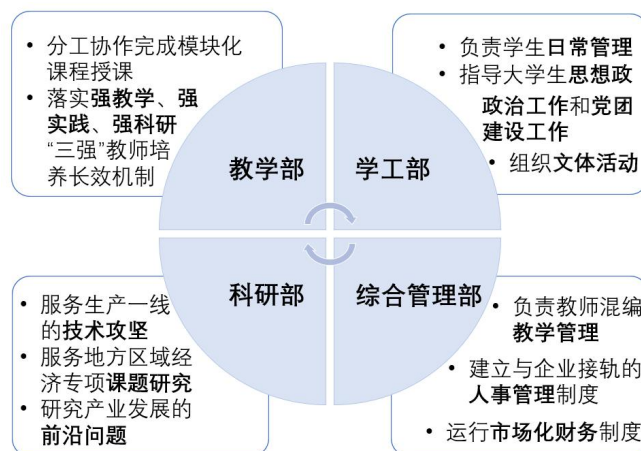 分工协作完成模块化
课程授课
落实强教学、强
实践、强科研
“三强”教师培
养长效机制
负责学生日常管理
指导大学生思想政
政治工作和党团
建设工作
组织文体活动
教学部
学工部
科研部
综合管理部
服务生产一线
的技术攻坚
服务地方区域经
济专项课题研究
研究产业发展的
前沿问题
负责教师混编
教学管理
建立与企业接轨的
人事管理制度
运行市场化财务制度